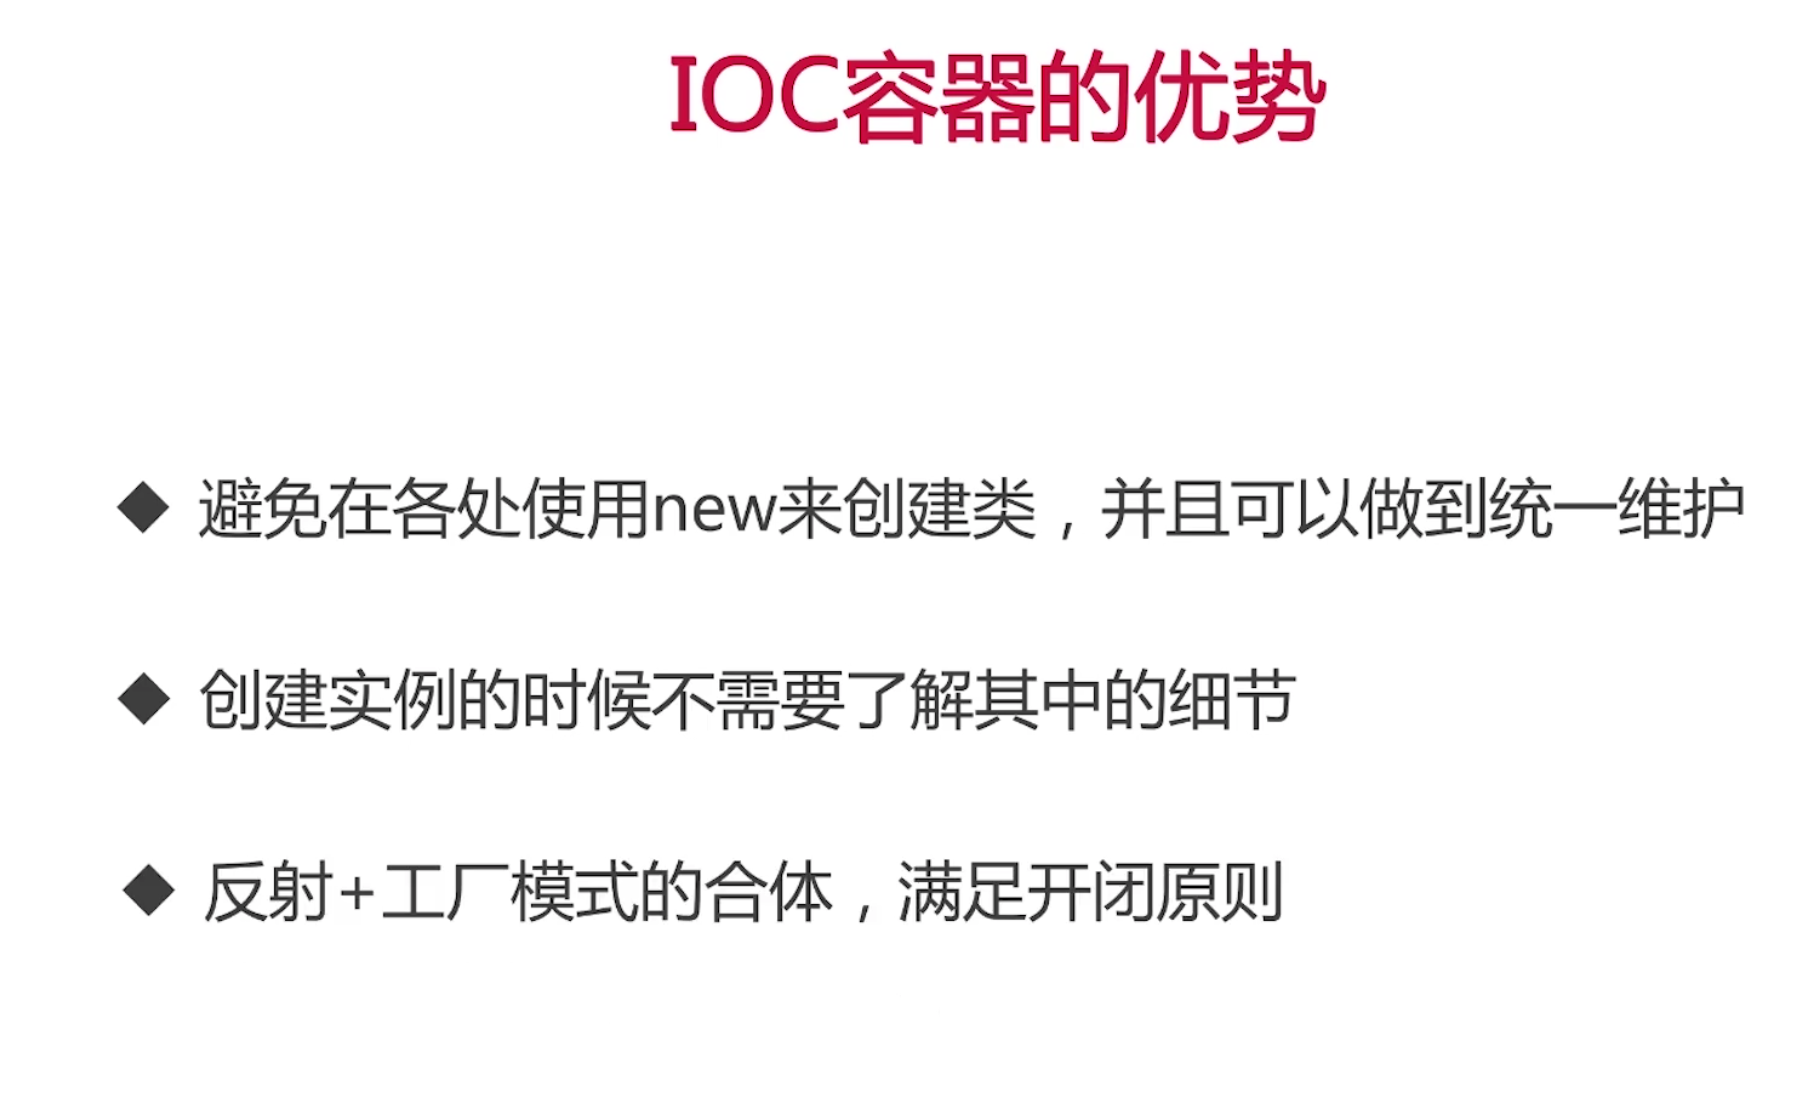 IOC容器的优势
◆ 避免在各处使用new来创建类，并且可以做到统一维护
◆ 创建实例的时候不需要了解其中的细节
◆ 反射+工厂模式的合体，满足开闭原则